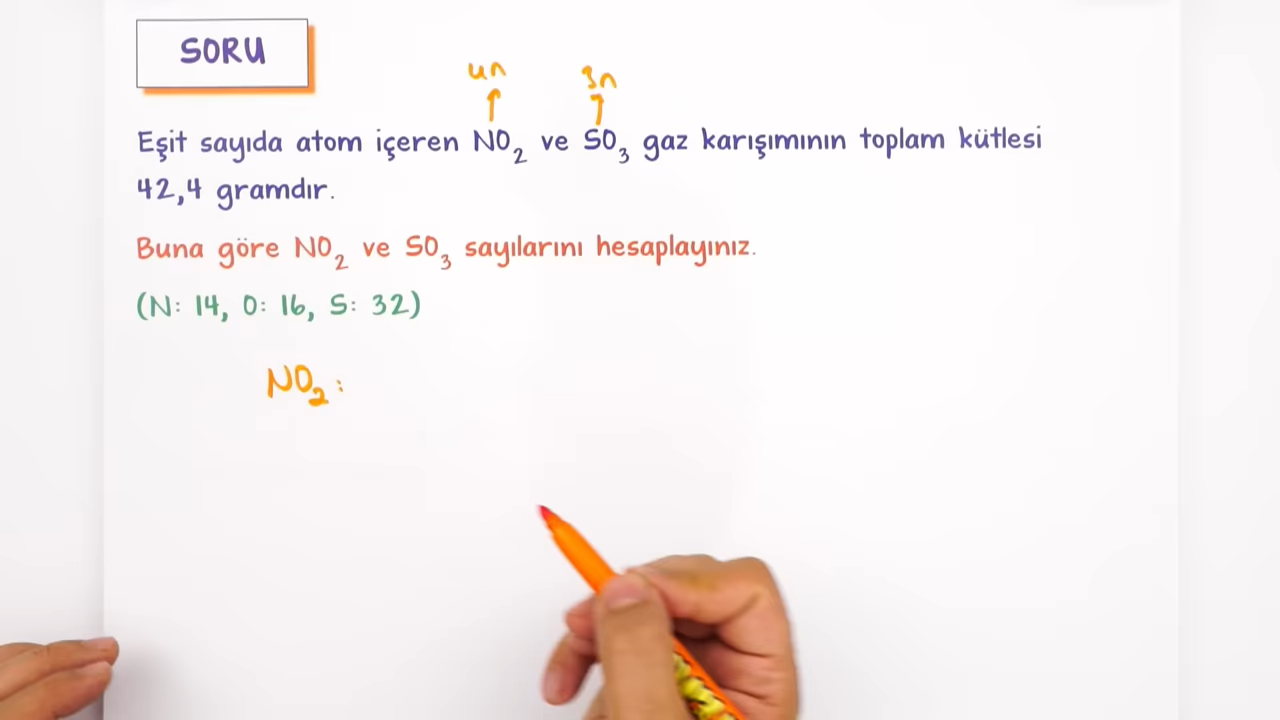 SORU
4n 3n
Eşit sayıda atom içeren NO₂ ve SO₃ gaz karışımının toplam kütlesi
42,4 gramdır.
Buna göre NO₂ ve SO₃ sayılarını hesaplayınız.
(N: 14, O: 16, S: 32)
NO₂: